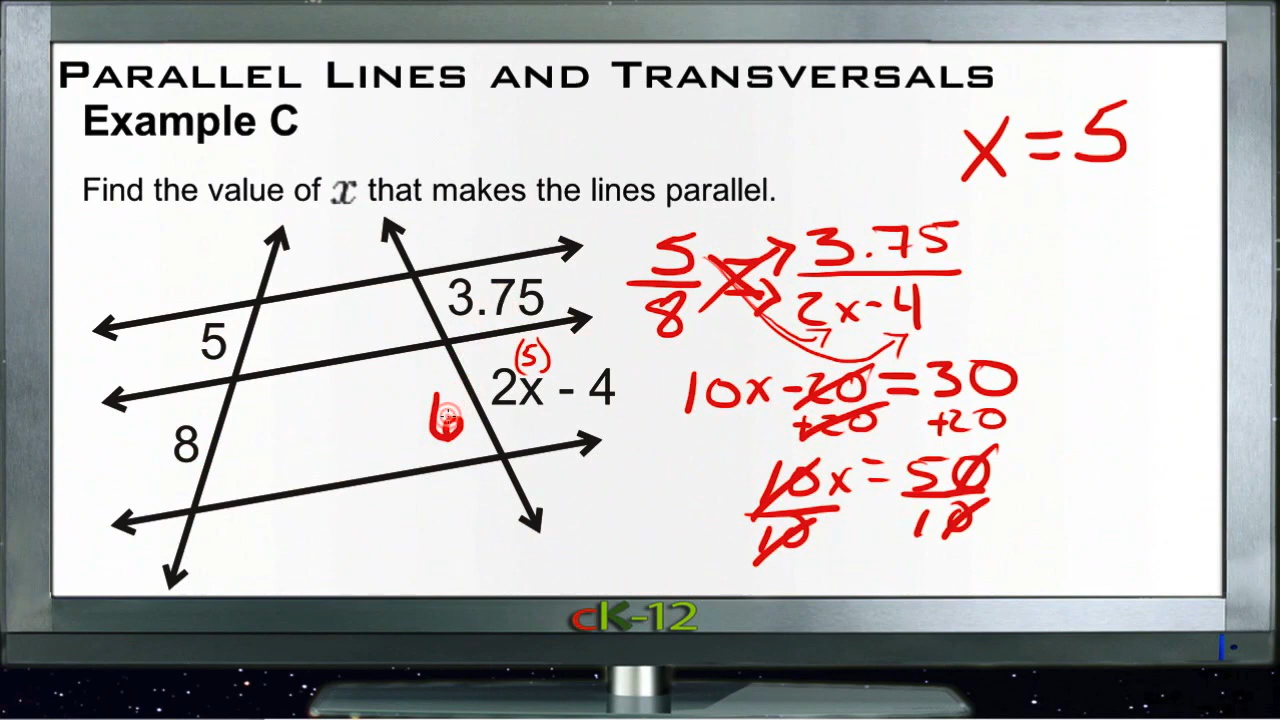 PARALLEL LINES AND TRANSVERSALS
Example C
x = 5
Find the value of x that makes the lines parallel.
5/8 3.75/2x-4
3.75
5
(5)
2x - 4
10x-20=30
+20 +20
6
8
10x=50
10 10
cK-12